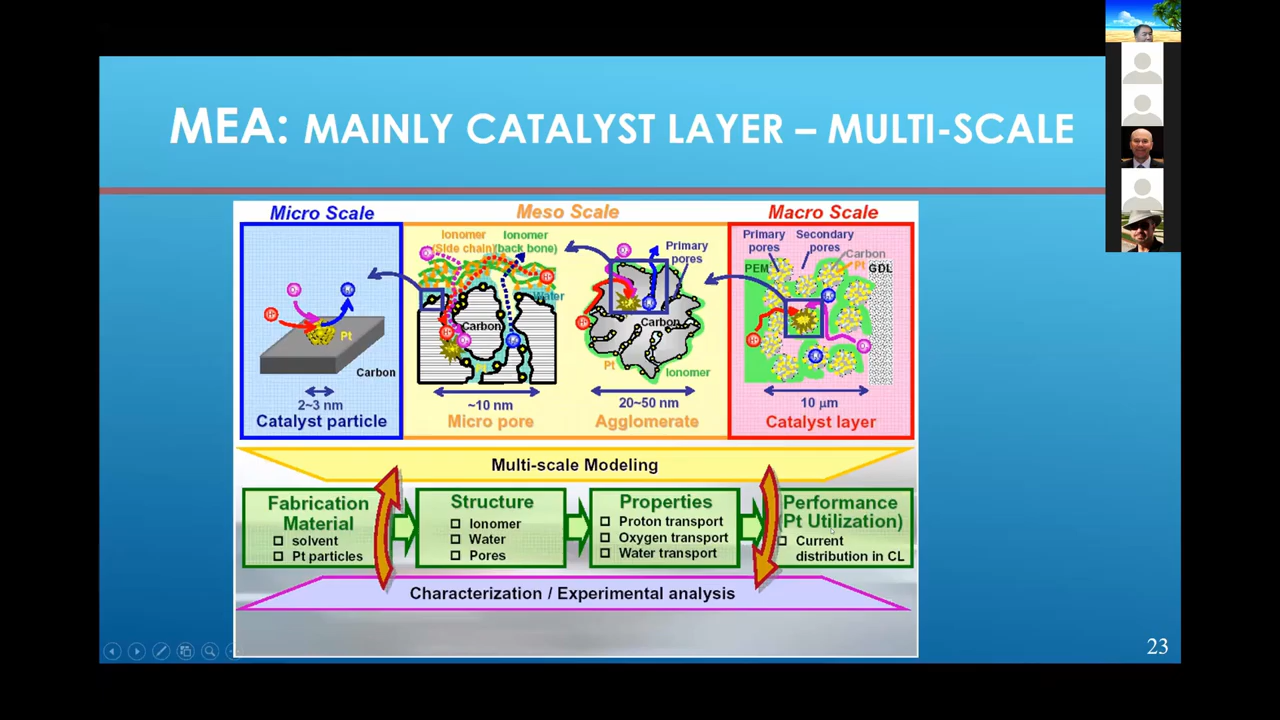 MEA: MAINLY CATALYST LAYER – MULTI-SCALE
Micro Scale
Meso Scale
Macro Scale
Pt
Carbon
2~3 nm
Catalyst particle
Ionomer
(Side chain)
Ionomer
(back bone)
Water
Carbon
Pt
~10 nm
Micro pore
Primary
pores
Carbon
Pt
Ionomer
20~50 nm
Agglomerate
Primary
pores
Secondary
pores
Carbon
Pt
PEM
GDL
10 μm
Catalyst layer
Multi-scale Modeling
Fabrication
Material
solvent
Pt particles
Structure
Ionomer
Water
Pores
Properties
Proton transport
Oxygen transport
Water transport
Performance
(Pt Utilization)
Current
distribution in CL
Characterization / Experimental analysis
23